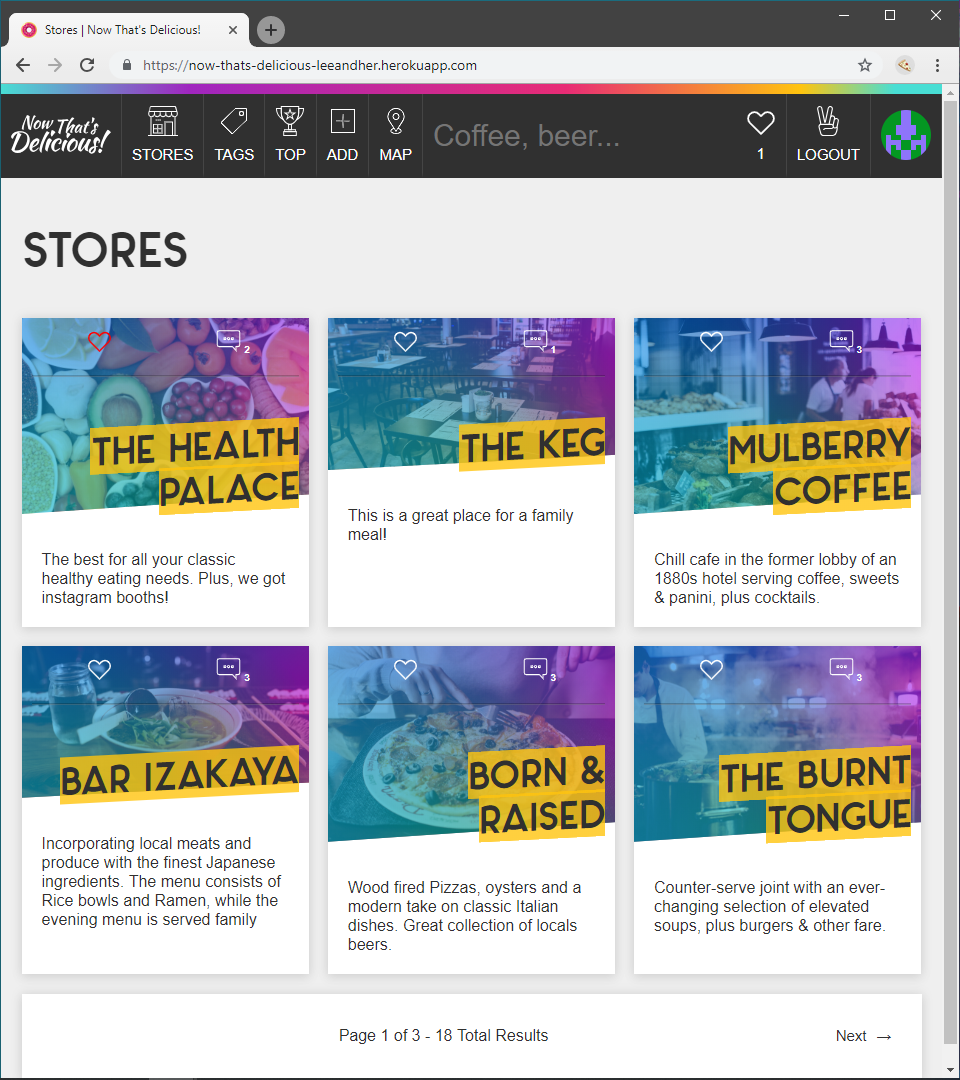 Stores | Now That's Delicious!
https://now-thats-delicious-leeandher.herokuapp.com
Now That's
Delicious!
STORES
TAGS
TOP
ADD
MAP
Coffee, beer...
1
LOGOUT
STORES
2
THE HEALTH
PALACE
The best for all your classic
healthy eating needs. Plus, we got
instagram booths!
1
THE KEG
This is a great place for a family
meal!
3
MULBERRY
COFFEE
Chill cafe in the former lobby of an
1880s hotel serving coffee, sweets
& panini, plus cocktails.
3
BAR IZAKAYA
Incorporating local meats and
produce with the finest Japanese
ingredients. The menu consists of
Rice bowls and Ramen, while the
evening menu is served family
3
BORN &
RAISED
Wood fired Pizzas, oysters and a
modern take on classic Italian
dishes. Great collection of locals
beers.
3
THE BURNT
TONGUE
Counter-serve joint with an ever-
changing selection of elevated
soups, plus burgers & other fare.
Page 1 of 3 - 18 Total Results
Next →